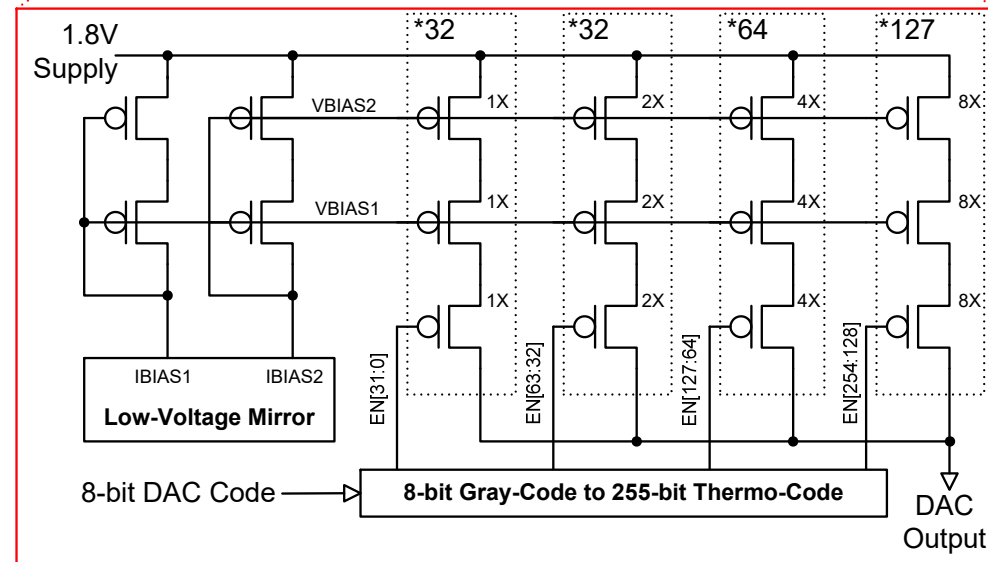 1.8V
Supply
*32
*32
*64
*127
VBIAS2
1X
2X
4X
8X
VBIAS1
1X
2X
4X
8X
1X
2X
4X
8X
IBIAS1
IBIAS2
Low-Voltage Mirror
EN[31:0]
EN[63:32]
EN[127:64]
EN[254:128]
8-bit DAC Code
8-bit Gray-Code to 255-bit Thermo-Code
DAC
Output